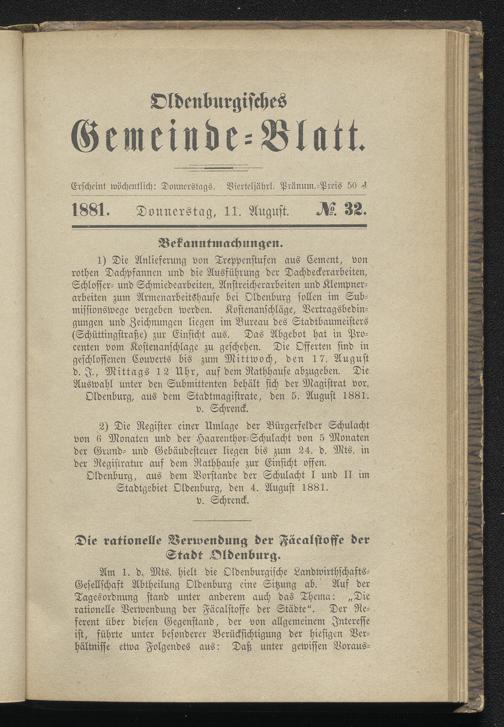 Oldenburgisches
Gemeinde-Blatt.
Erscheint wöchentlich: Donnerstags. Vierteljährl. Pränum.-Preis 50 ₰
1881. Donnerstag, 11. August. № 32.
Bekanntmachungen.
1) Die Anlieferung von Treppenstufen aus Cement, von
rothen Dachpfannen und die Ausführung der Dachdeckerarbeiten,
Schlosser- und Schmiedearbeiten, Anstreicherarbeiten und Klempner-
arbeiten zum Armenarbeitshause bei Oldenburg sollen im Sub-
missionswege vergeben werden. Kostenanschläge, Vertragsbedin-
gungen und Zeichnungen liegen im Bureau des Stadtbaumeisters
(Schüttingstraße) zur Einsicht aus. Das Abgebot hat in Pro-
centen vom Kostenanschlage zu geschehen. Die Offerten sind in
geschlossenen Couverts bis zum Mittwoch, den 17. August
d. J., Mittags 12 Uhr, auf dem Rathhause abzugeben. Die
Auswahl unter den Submittenten behält sich der Magistrat vor.
Oldenburg, aus dem Stadtmagistrate, den 5. August 1881.
v. Schrenck.
2) Die Register einer Umlage der Bürgerfelder Schulacht
von 6 Monaten und der Haarenthor-Schulacht von 5 Monaten
der Grund- und Gebäudesteuer liegen bis zum 24. d. Mts. in
der Registratur auf dem Rathhause zur Einsicht offen.
Oldenburg, aus dem Vorstande der Schulacht I und II im
Stadtgebiet Oldenburg, den 4. August 1881.
v. Schrenck.
Die rationelle Verwendung der Fäcalstoffe der
Stadt Oldenburg.
Am 1. d. Mts. hielt die Oldenburgische Landwirthschafts-
Gesellschaft Abtheilung Oldenburg eine Sitzung ab. Auf der
Tagesordnung stand unter anderem auch das Thema: „Die
rationelle Verwendung der Fäcalstoffe der Städte“. Der Re-
ferent über diesen Gegenstand, der von allgemeinem Interesse
ist, führte unter besonderer Berücksichtigung der hiesigen Ver-
hältnisse etwa Folgendes aus: Daß unter gewissen Voraus-